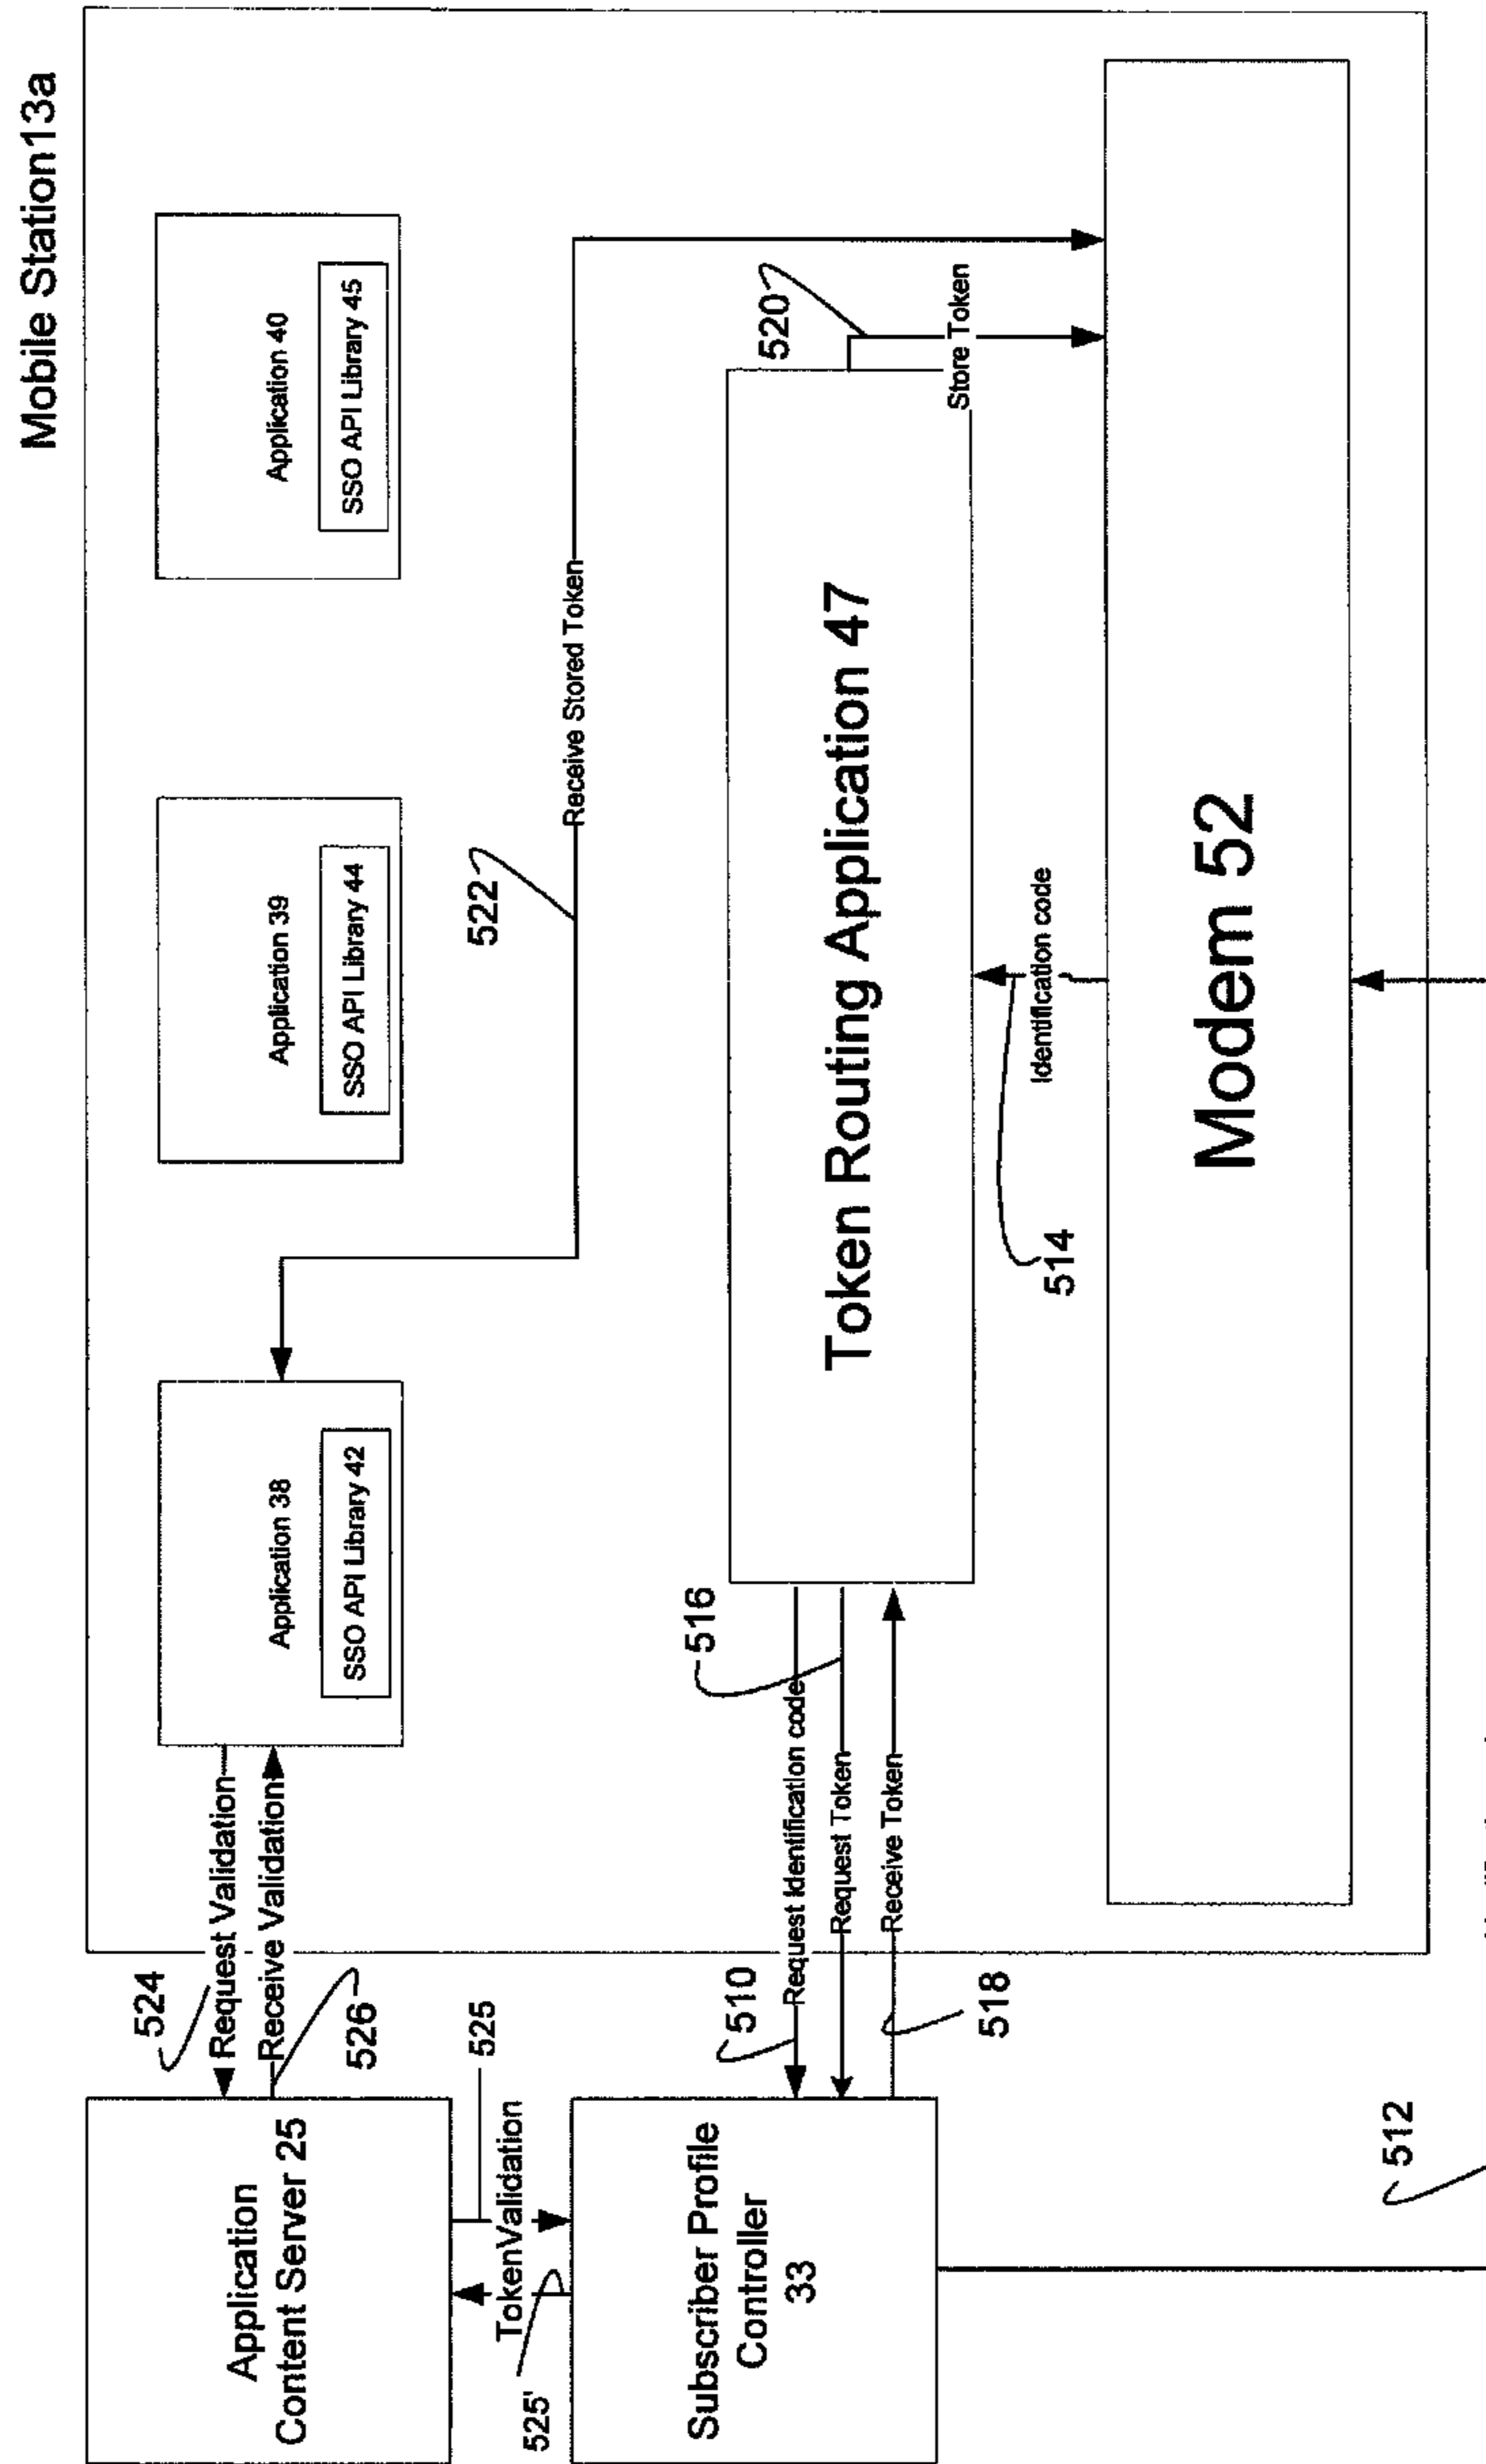 Mobile Station13a
Application
Content Server 25
524
Request Validation
Receive Validation
526
Application 38
SSO API Library 42
Application 39
SSO API Library 44
Application 40
SSO API Library 45
525
TokenValidation
525'
522
Receive Stored Token
Subscriber Profile
Controller
33
510
Request Identification code
516
Request Token
Receive Token
518
Token Routing Application 47
520
Store Token
514
Identification code
Modem 52
512